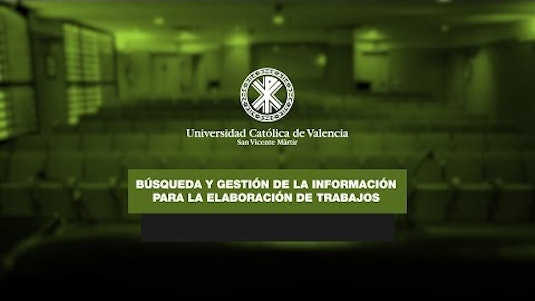 Universidad Católica de Valencia
San Vicente Mártir
BÚSQUEDA Y GESTIÓN DE LA INFORMACIÓN
PARA LA ELABORACIÓN DE TRABAJOS